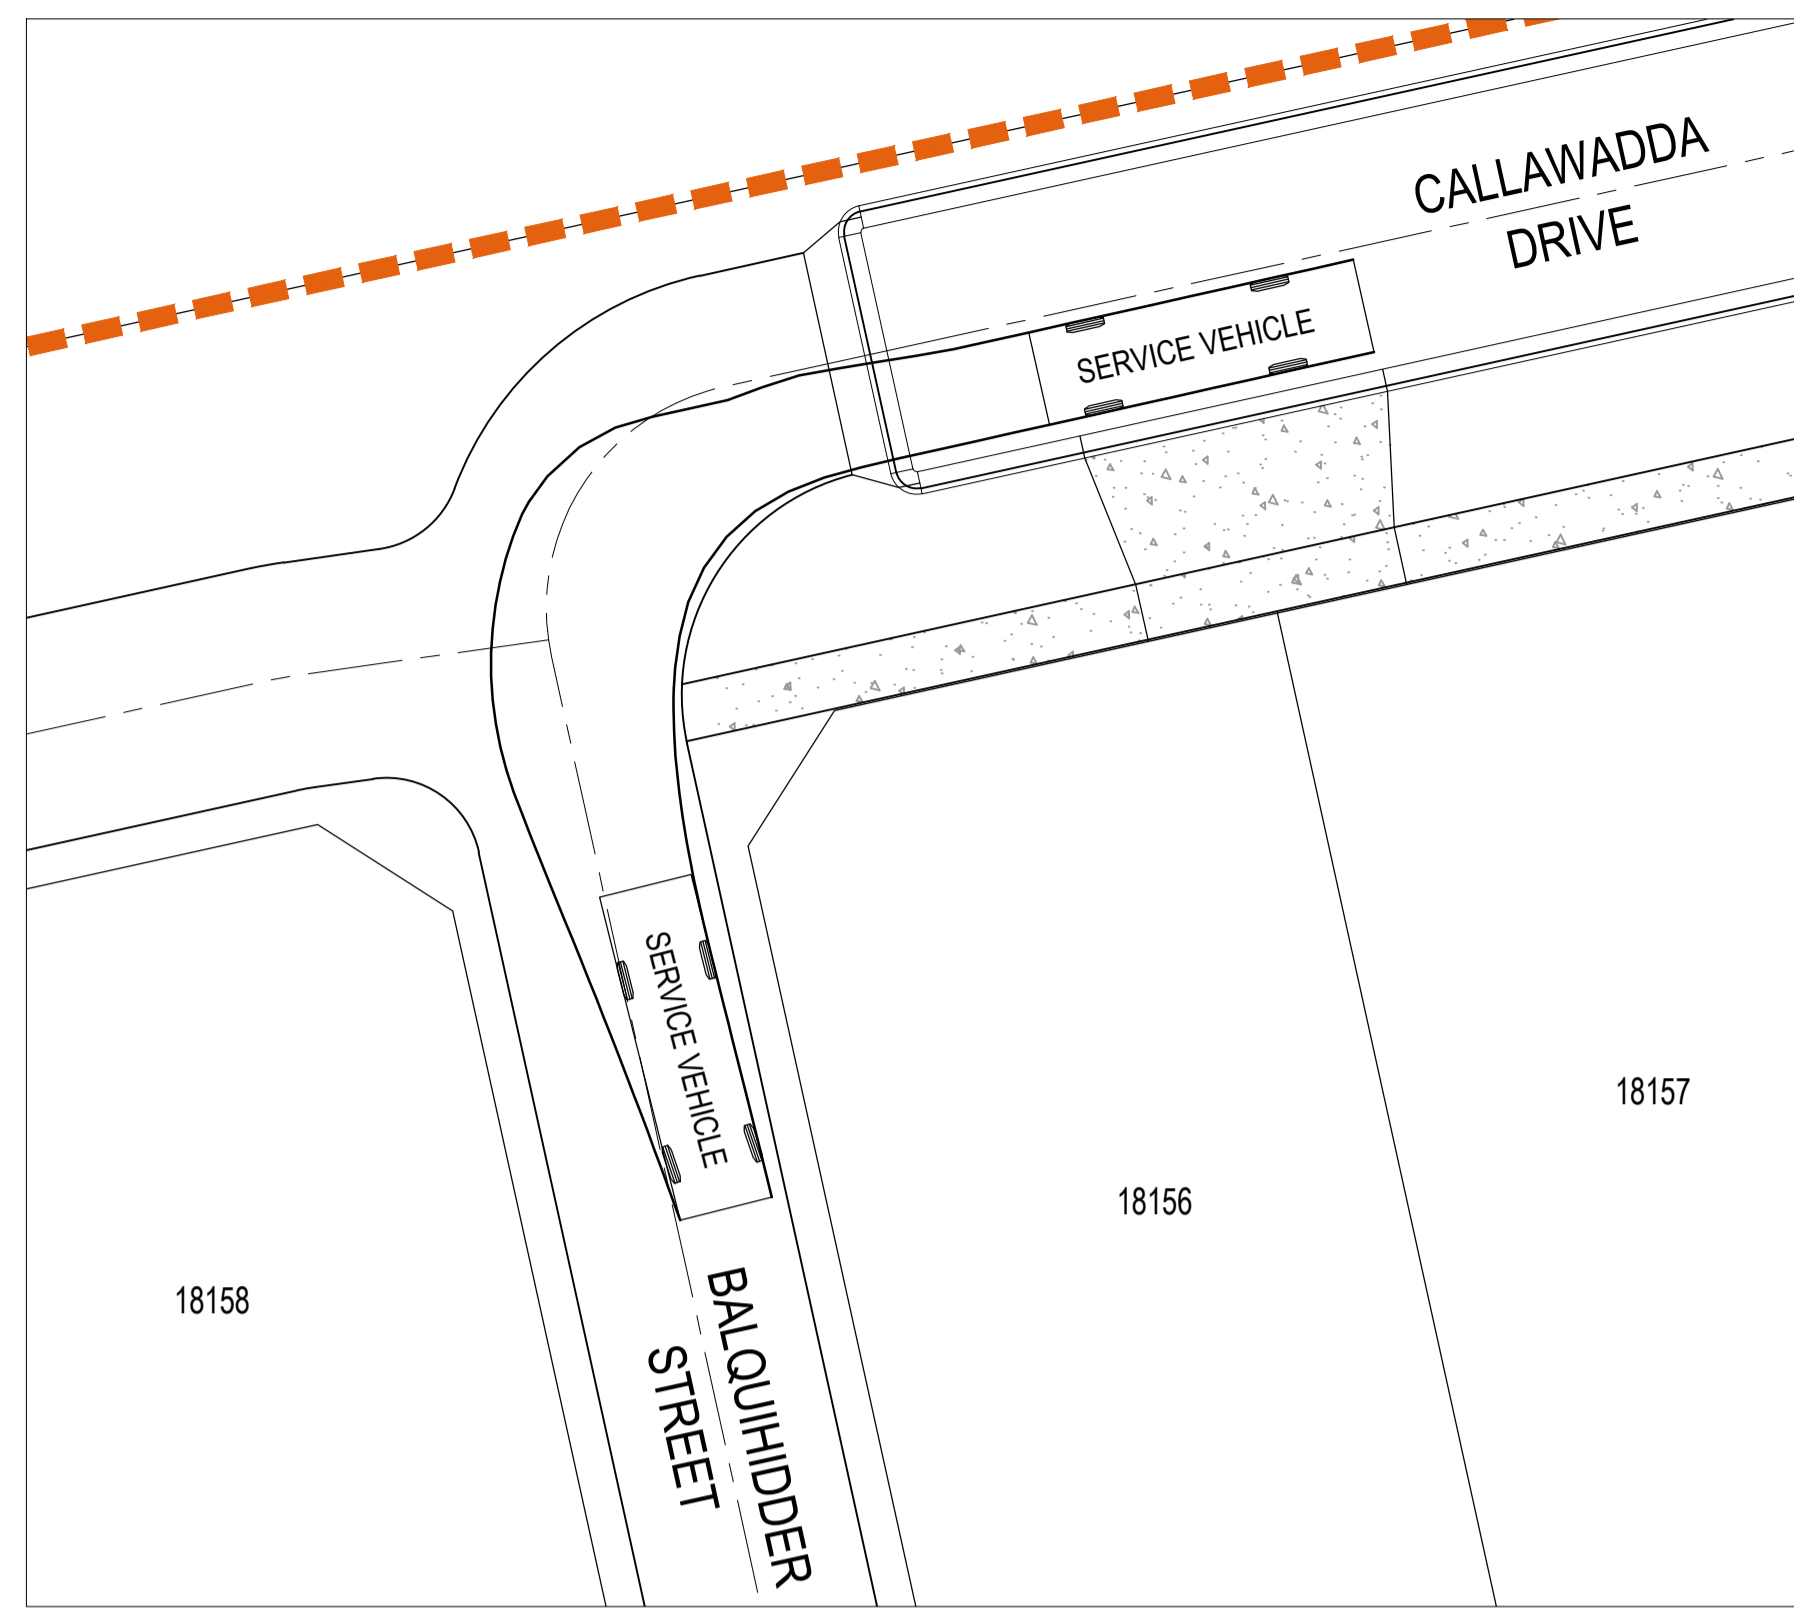 CALLAWADDA
DRIVE
SERVICE VEHICLE
SERVICE VEHICLE
18157
18156
18158
BALQUIHIDDER
STREET